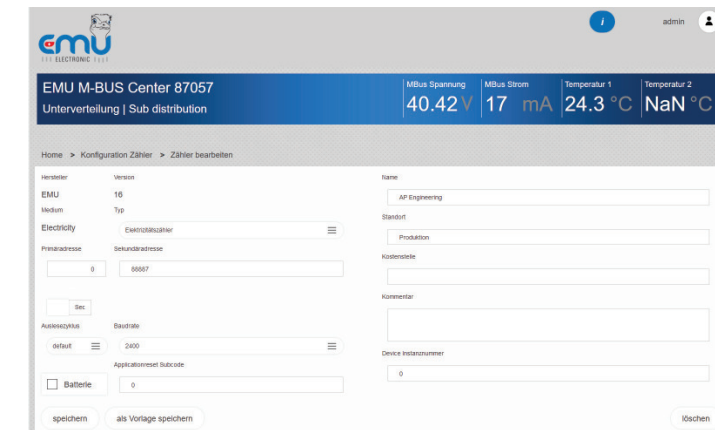 emu
ELECTRONIC
i
admin
EMU M-BUS Center 87057
Unterverteilung | Sub distribution
MBus Spannung
40.42 V
MBus Strom
17 mA
Temperatur 1
24.3 °C
Temperatur 2
NaN °C
Home > Konfiguration Zähler > Zähler bearbeiten
Hersteller
Version
EMU
16
Medium
Typ
Electricity
Elektrizitätszähler
Primäradresse
Sekundäradresse
0
88887
Sec
Auslesezyklus
Baudrate
default
2400
Applicationreset Subcode
Batterie
0
speichern
als Vorlage speichern
Name
AP Engineering
Standort
Produktion
Kostenstelle
Kommentar
Device Instanznummer
0
löschen